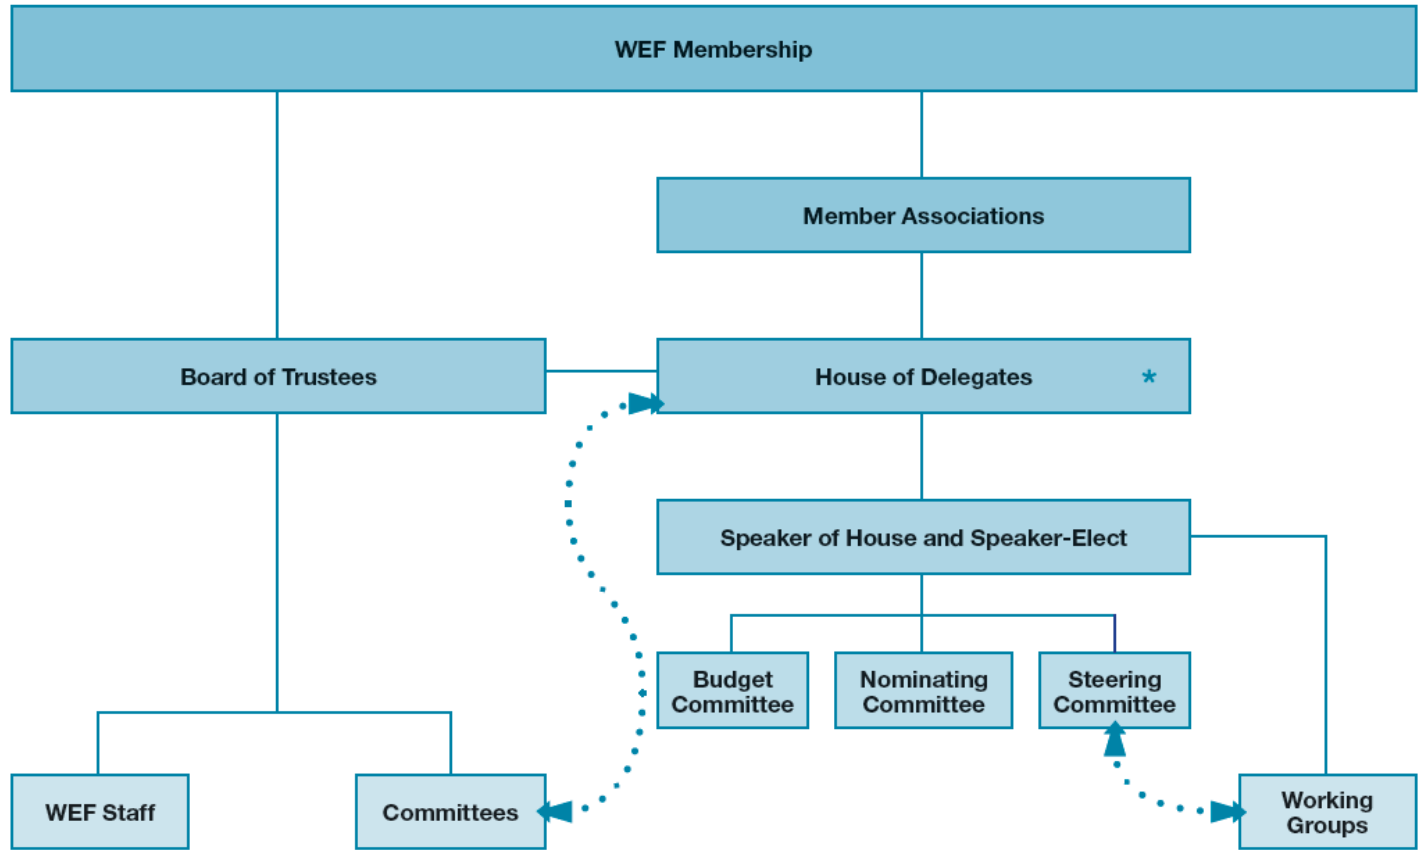 WEF Membership
Member Associations
Board of Trustees
House of Delegates *
Speaker of House and Speaker-Elect
Budget
Committee
Nominating
Committee
Steering
Committee
WEF Staff
Committees
Working
Groups